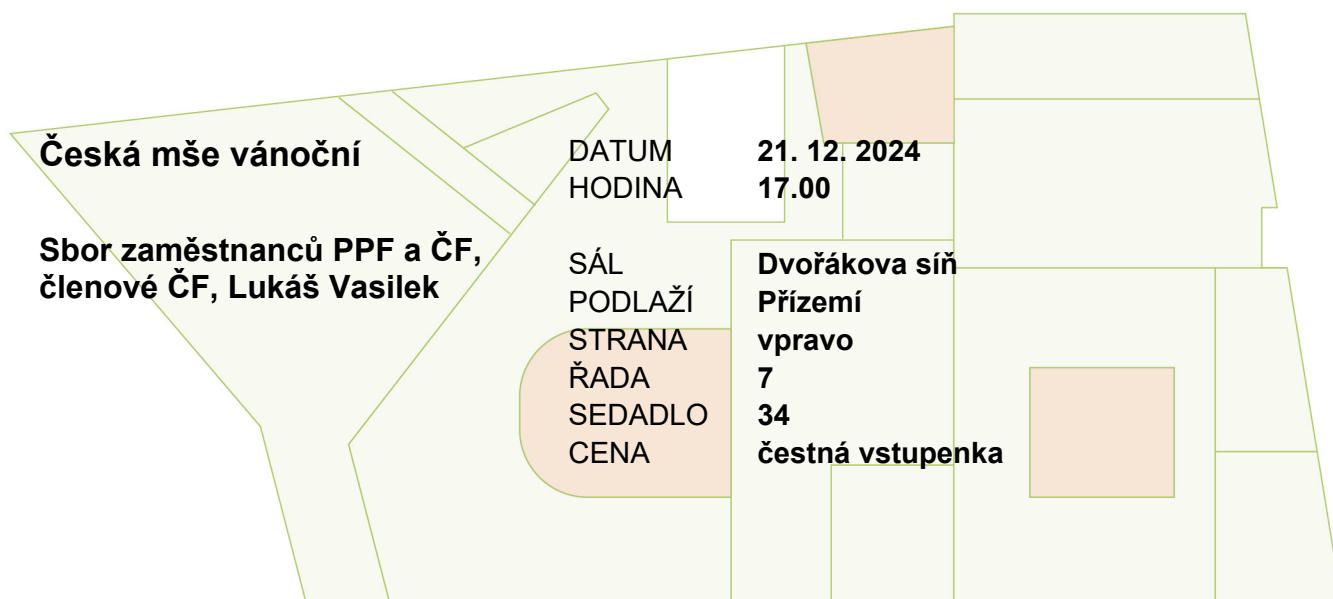 Česká mše vánoční
Sbor zaměstnanců PPF a ČF,
členové ČF, Lukáš Vasilek
DATUM 21. 12. 2024
HODINA 17.00
SÁL Dvořákova síň
PODLAŽÍ Přízemí
STRANA vpravo
ŘADA 7
SEDADLO 34
CENA čestná vstupenka